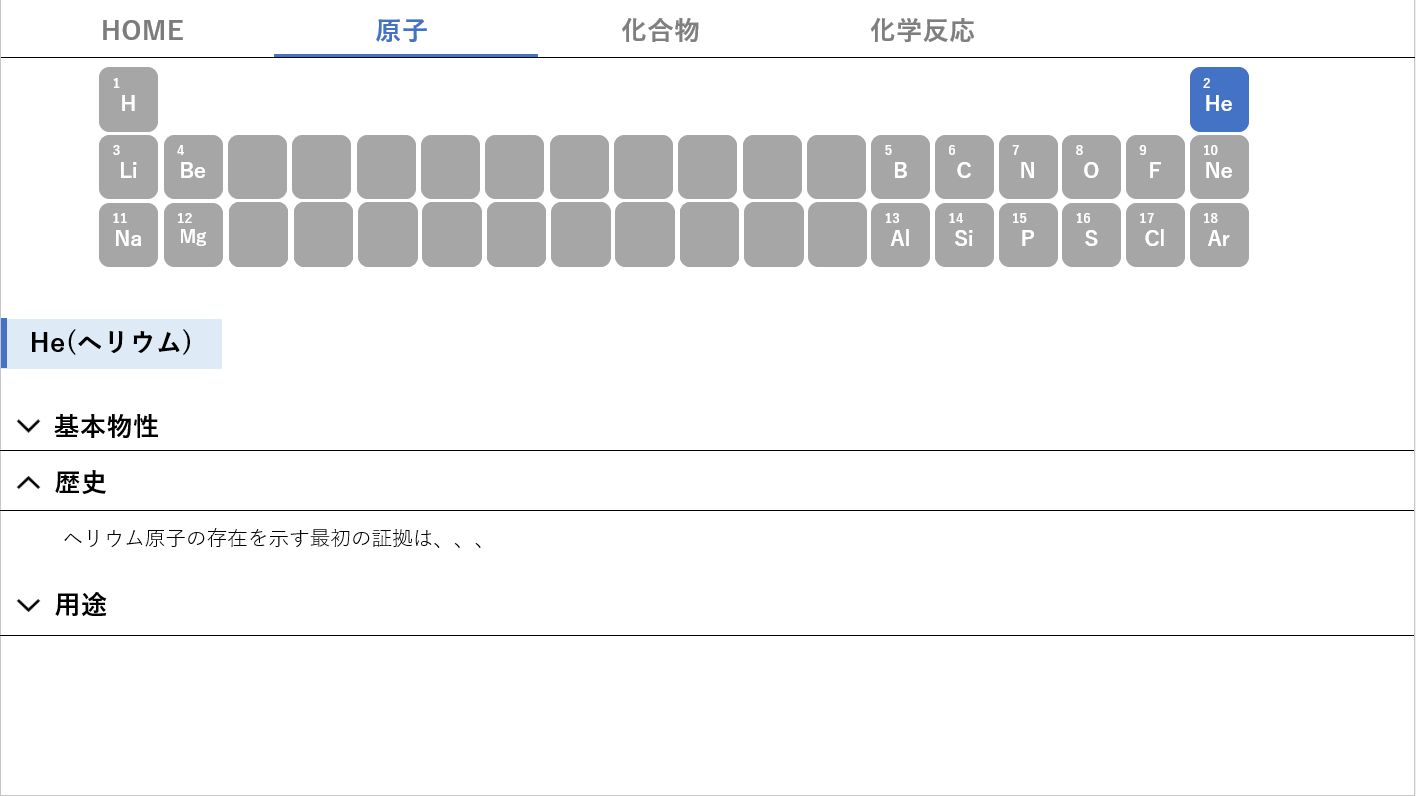 HOME 原子 化合物 化学反応
1 2
H He
3 4 5 6 7 8 9 10
Li Be B C N O F Ne
11 12 13 14 15 16 17 18
Na Mg Al Si P S Cl Ar
He(ヘリウム)
基本物性
歴史
ヘリウム原子の存在を示す最初の証拠は、、、
用途